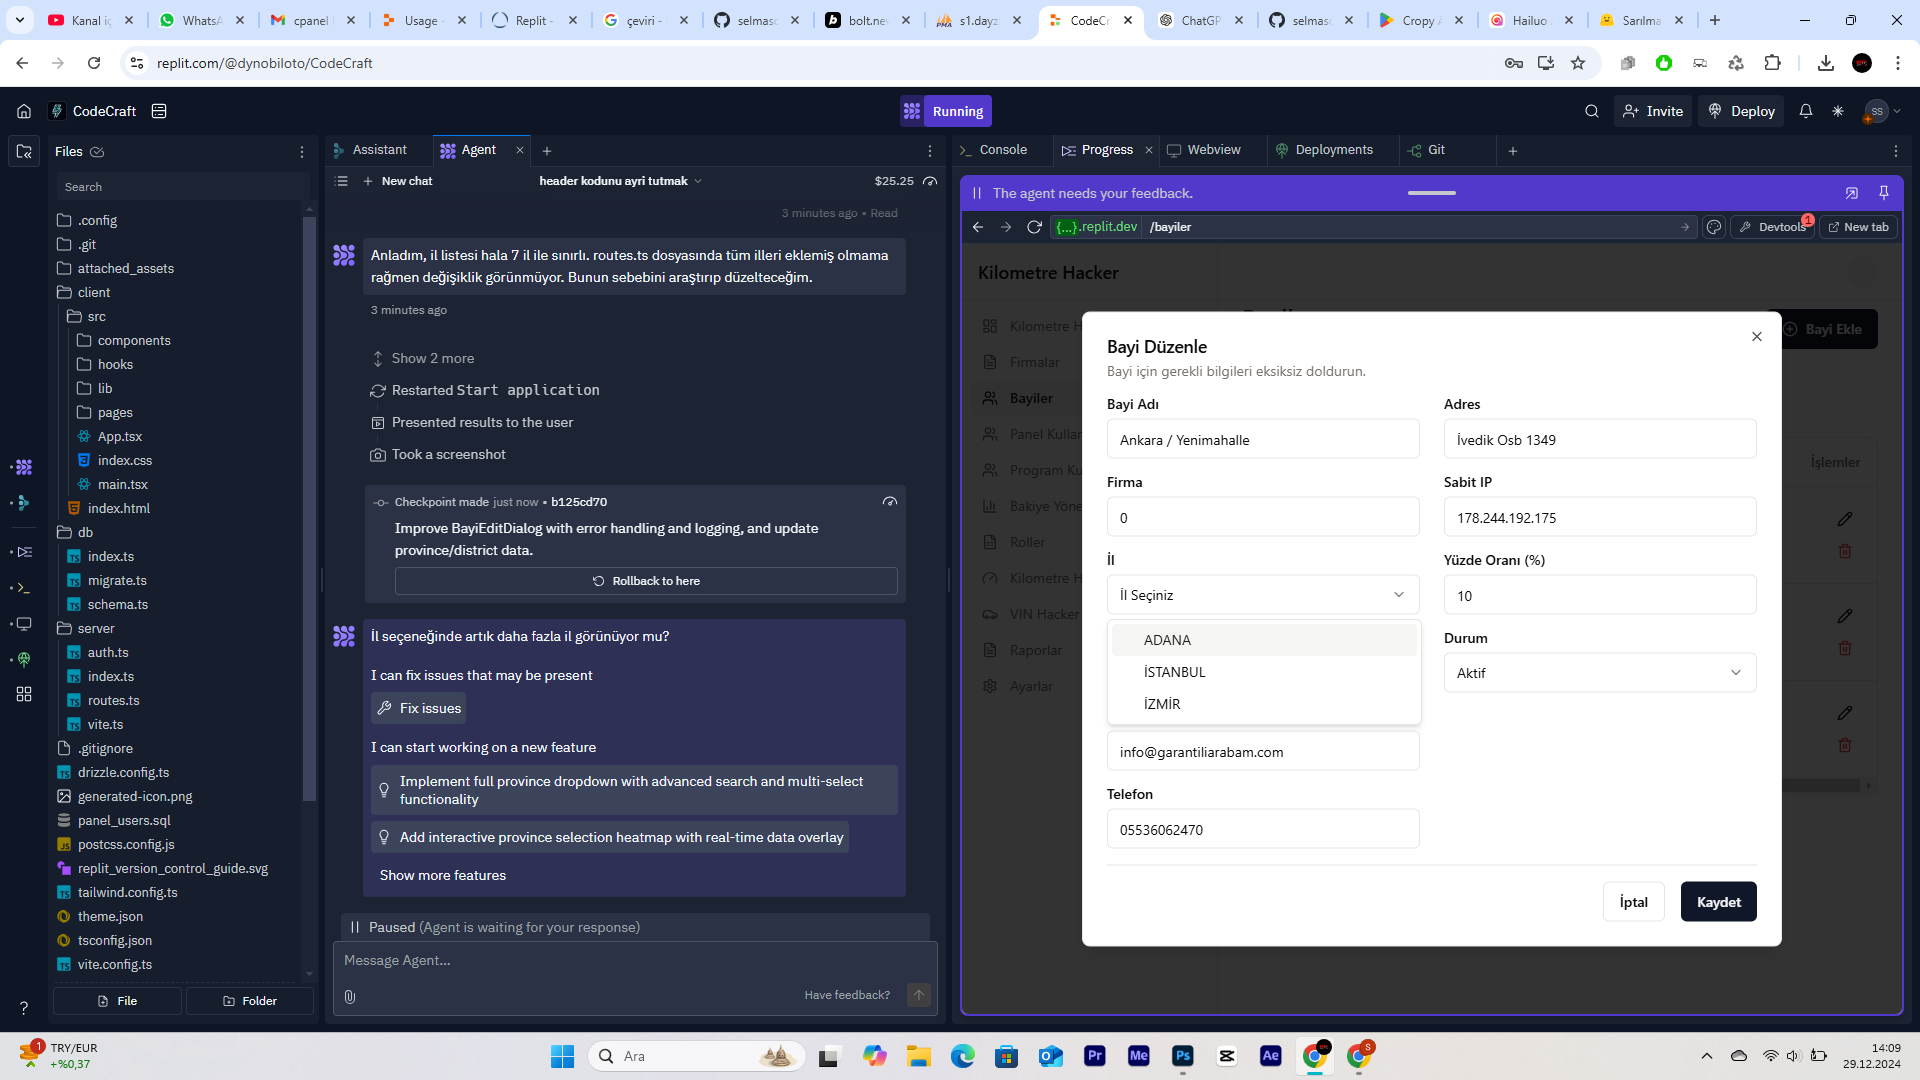 Kanal iç
WhatsA
cpanel l
Usage -
Replit -
çeviri -
selmasc
bolt.ne
s1.dayz
CodeCr
ChatGP
selmasc
Cropy A
Hailuo
Sarılma
replit.com/@dynobiloto/CodeCraft
CodeCraft
Running
Invite
Deploy
SS
Files
Search
.config
.git
attached_assets
client
src
components
hooks
lib
pages
App.tsx
index.css
main.tsx
index.html
db
index.ts
migrate.ts
schema.ts
server
auth.ts
index.ts
routes.ts
vite.ts
.gitignore
drizzle.config.ts
generated-icon.png
panel_users.sql
postcss.config.js
replit_version_control_guide.svg
tailwind.config.ts
theme.json
tsconfig.json
vite.config.ts
File
Folder
Assistant
Agent
New chat
header kodunu ayri tutmak
$25.25
3 minutes ago • Read
Anladım, il listesi hala 7 il ile sınırlı. routes.ts dosyasında tüm illeri eklemiş olmama
rağmen değişiklik görünmüyor. Bunun sebebini araştırıp düzelteceğim.
3 minutes ago
Show 2 more
Restarted Start application
Presented results to the user
Took a screenshot
Checkpoint made just now • b125cd70
Improve BayiEditDialog with error handling and logging, and update
province/district data.
Rollback to here
İl seçeneğinde artık daha fazla il görünüyor mu?
I can fix issues that may be present
Fix issues
I can start working on a new feature
Implement full province dropdown with advanced search and multi-select
functionality
Add interactive province selection heatmap with real-time data overlay
Show more features
Paused (Agent is waiting for your response)
Message Agent...
Have feedback?
Console
Progress
Webview
Deployments
Git
The agent needs your feedback.
{...}.replit.dev
/bayiler
Devtools
1
New tab
Kilometre Hacker
Kilometre H
Firmalar
Bayiler
Panel Kullar
Program Ku
Bakiye Yöne
Roller
Kilometre H
VIN Hacker
Raporlar
Ayarlar
Bayi Ekle
İşlemler
Bayi Düzenle
Bayi için gerekli bilgileri eksiksiz doldurun.
Bayi Adı
Adres
Ankara / Yenimahalle
İvedik Osb 1349
Firma
Sabit IP
0
178.244.192.175
İl
Yüzde Oranı (%)
İl Seçiniz
10
ADANA
İSTANBUL
İZMİR
Durum
Aktif
info@garantiliarabam.com
Telefon
05536062470
İptal
Kaydet
1
TRY/EUR
+%0,37
Ara
Pr
Me
Ps
Ae
S
14:09
29.12.2024